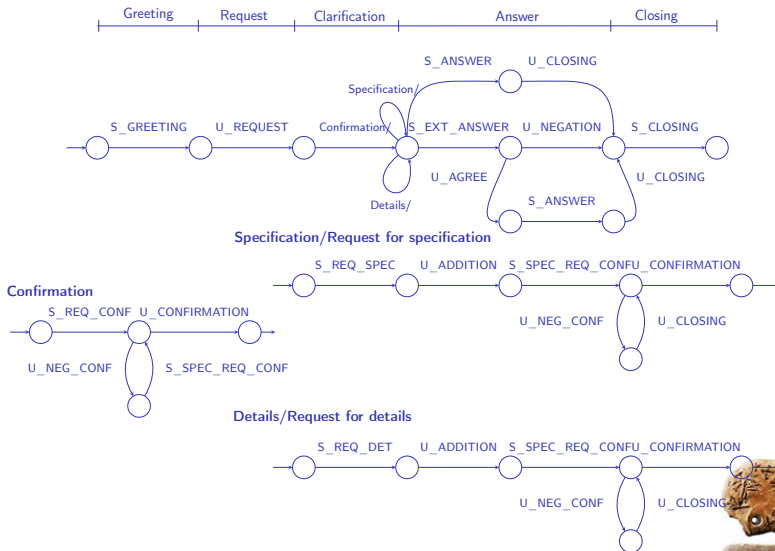 Greeting Request Clarification Answer Closing
S_ANSWER U_CLOSING
Specification/
S_GREETING U_REQUEST Confirmation/ S_EXT_ANSWER U_NEGATION S_CLOSING
U_AGREE U_CLOSING
Details/ S_ANSWER
Specification/Request for specification
S_REQ_SPEC U_ADDITION S_SPEC_REQ_CONF U_CONFIRMATION
Confirmation
S_REQ_CONF U_CONFIRMATION
U_NEG_CONF U_CLOSING
U_NEG_CONF S_SPEC_REQ_CONF
Details/Request for details
S_REQ_DET U_ADDITION S_SPEC_REQ_CONF U_CONFIRMATION
U_NEG_CONF U_CLOSING